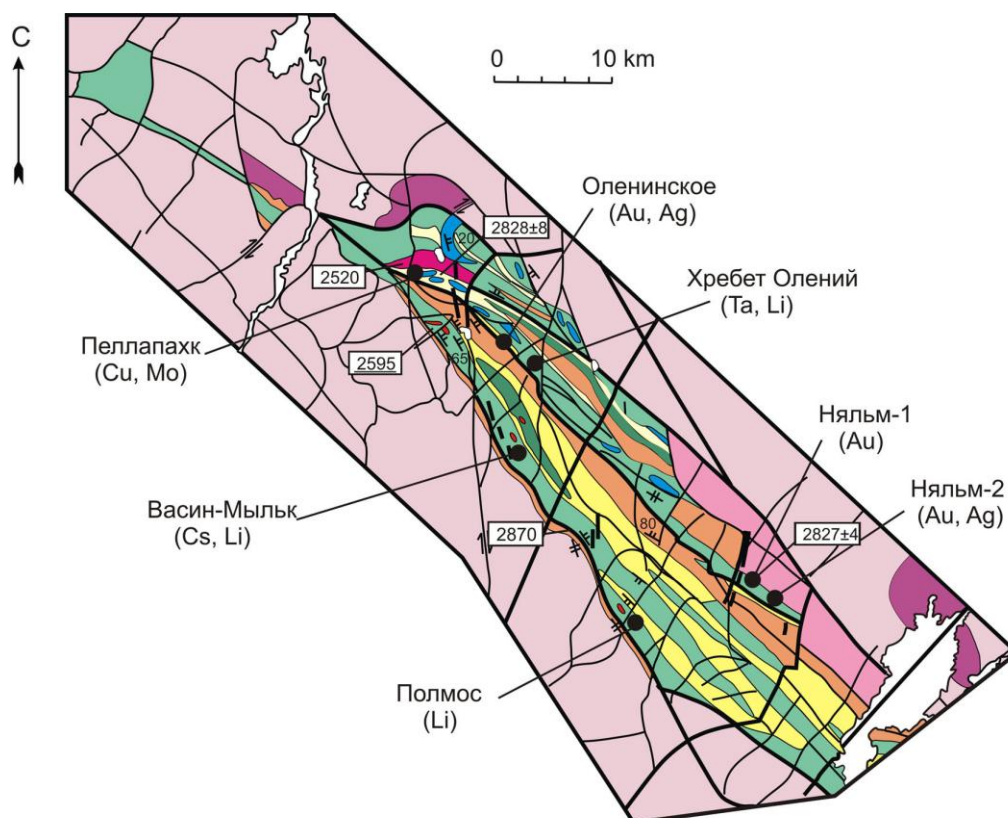 С
0 10 km
Оленинское
(Au, Ag)
2828±8
20
2520
Хребет Олений
(Ta, Li)
Пеллапахк
(Cu, Mo)
2595
65
Няльм-1
(Au)
Васин-Мыльк
(Cs, Li)
Няльм-2
(Au, Ag)
2870
80
2827±4
Полмос
(Li)